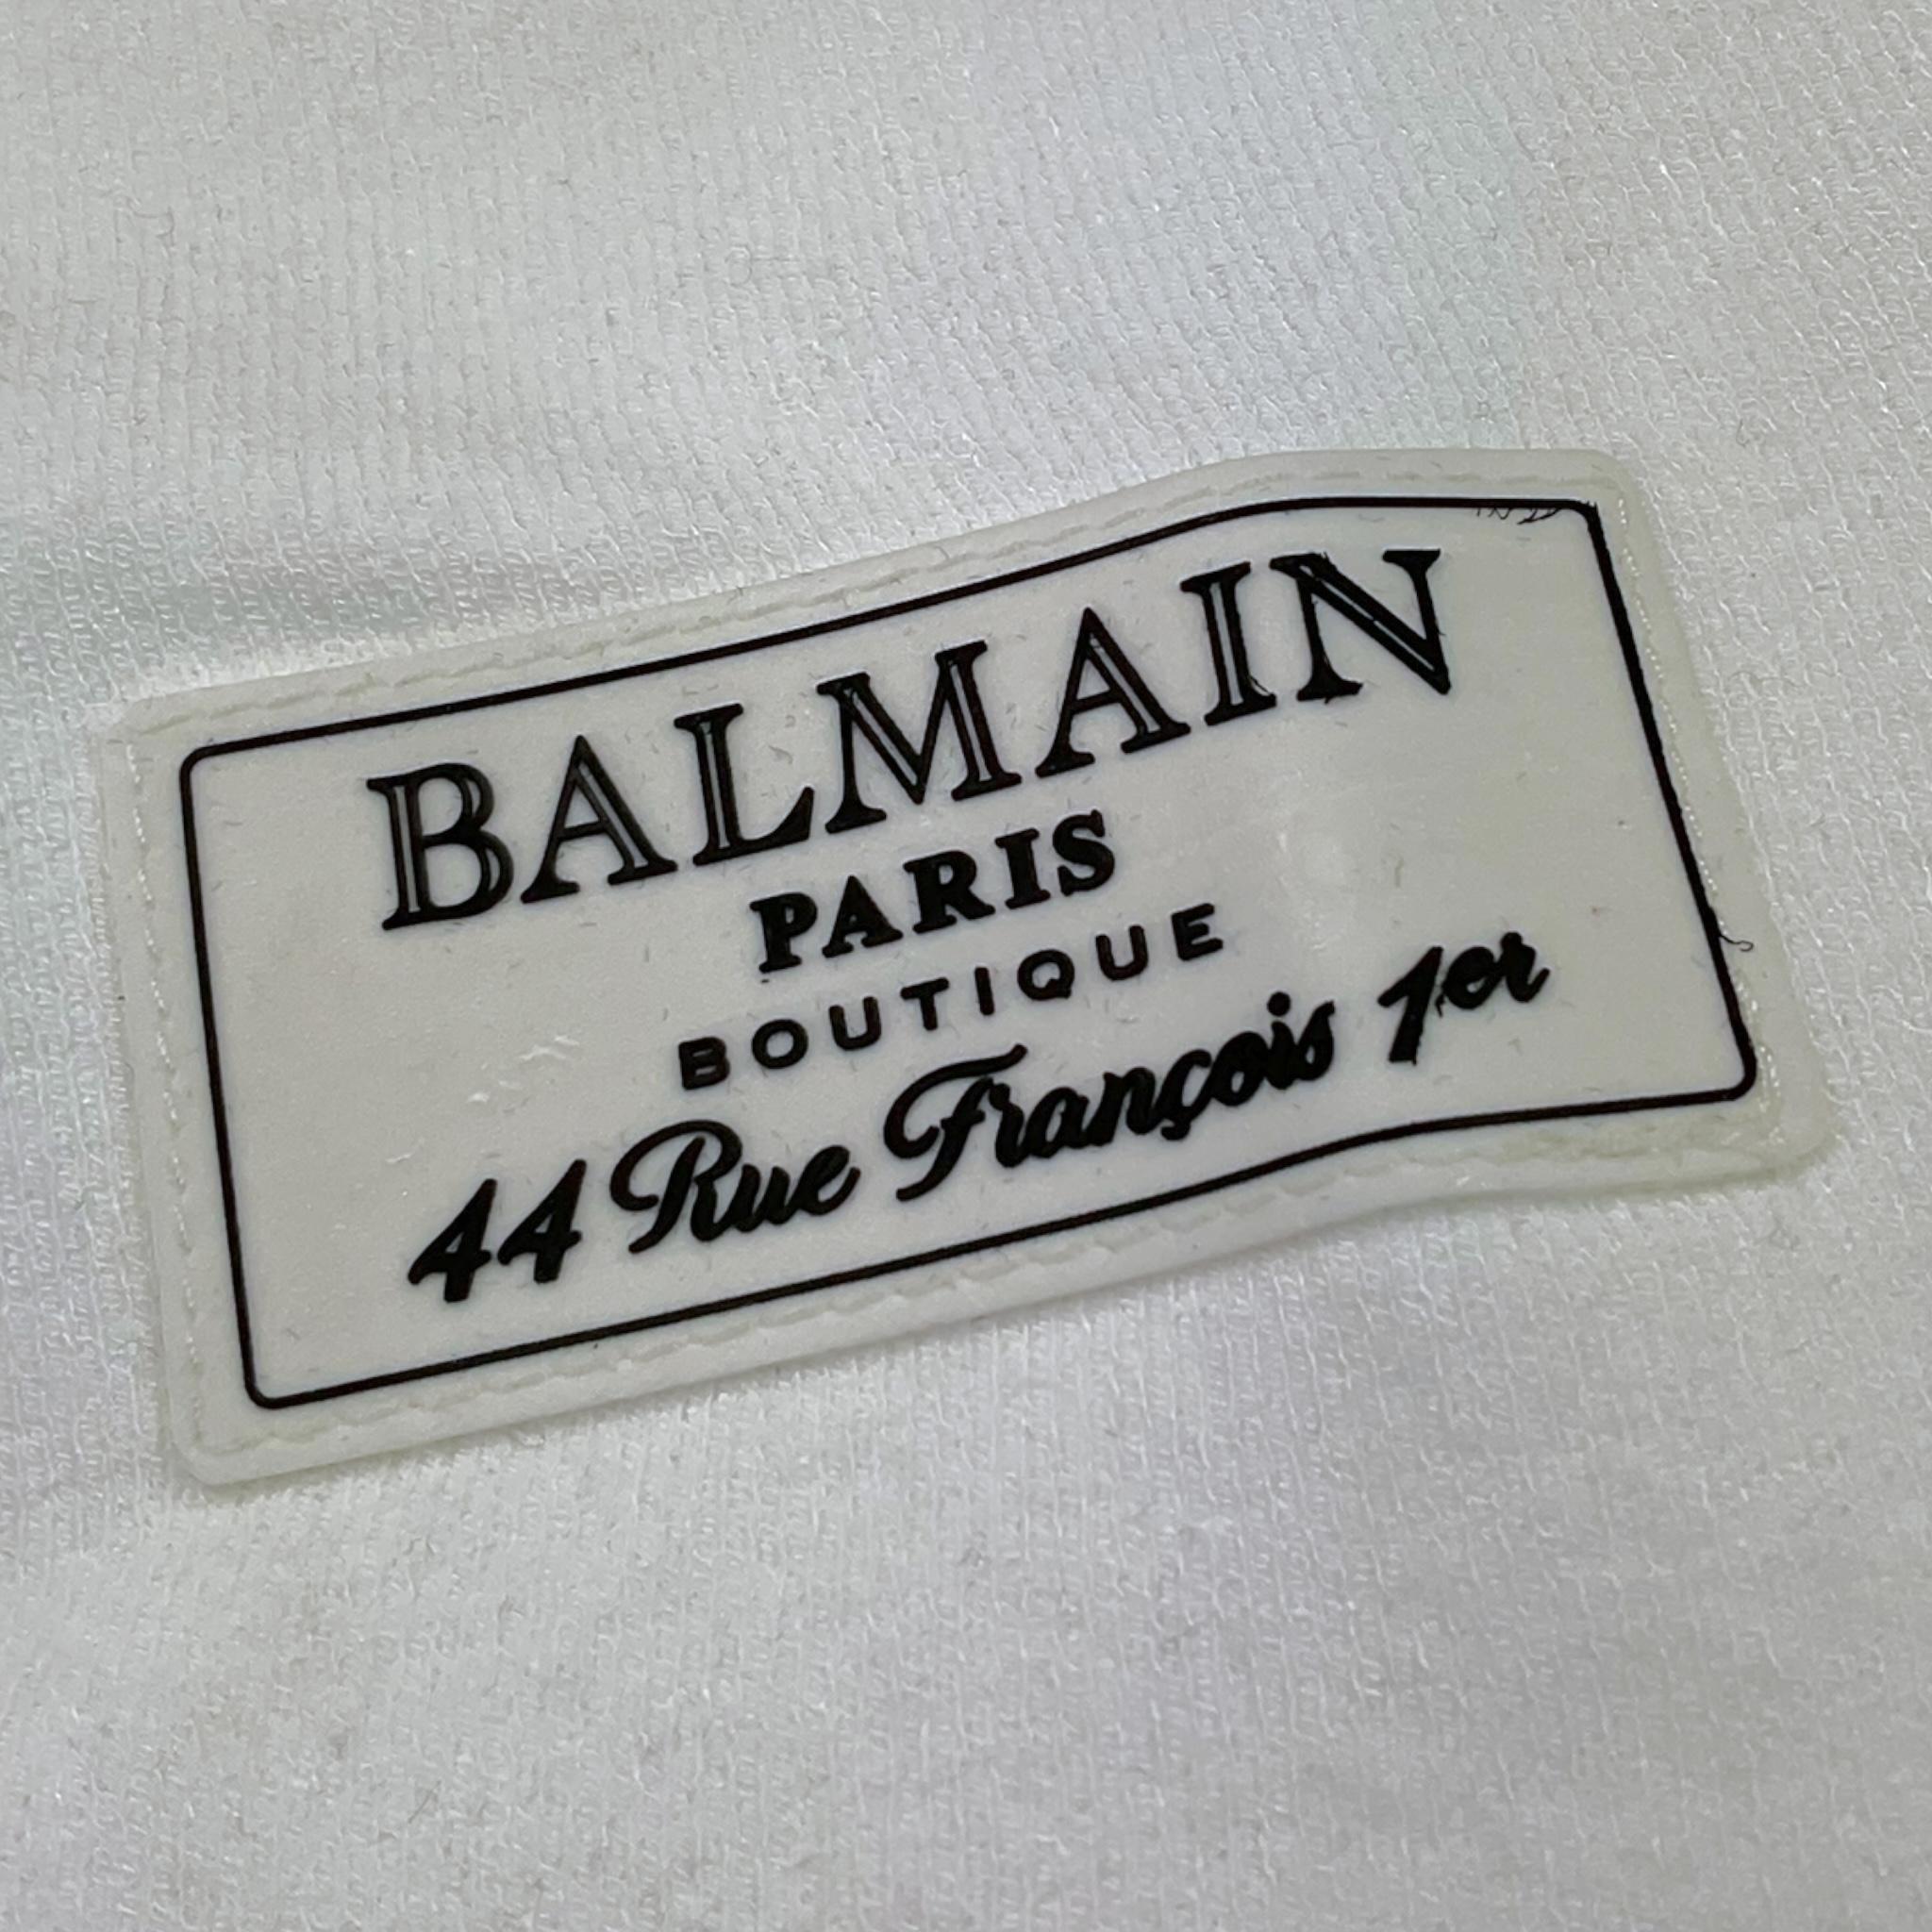 BALMAIN
PARIS
BOUTIQUE
44 Rue François 1er